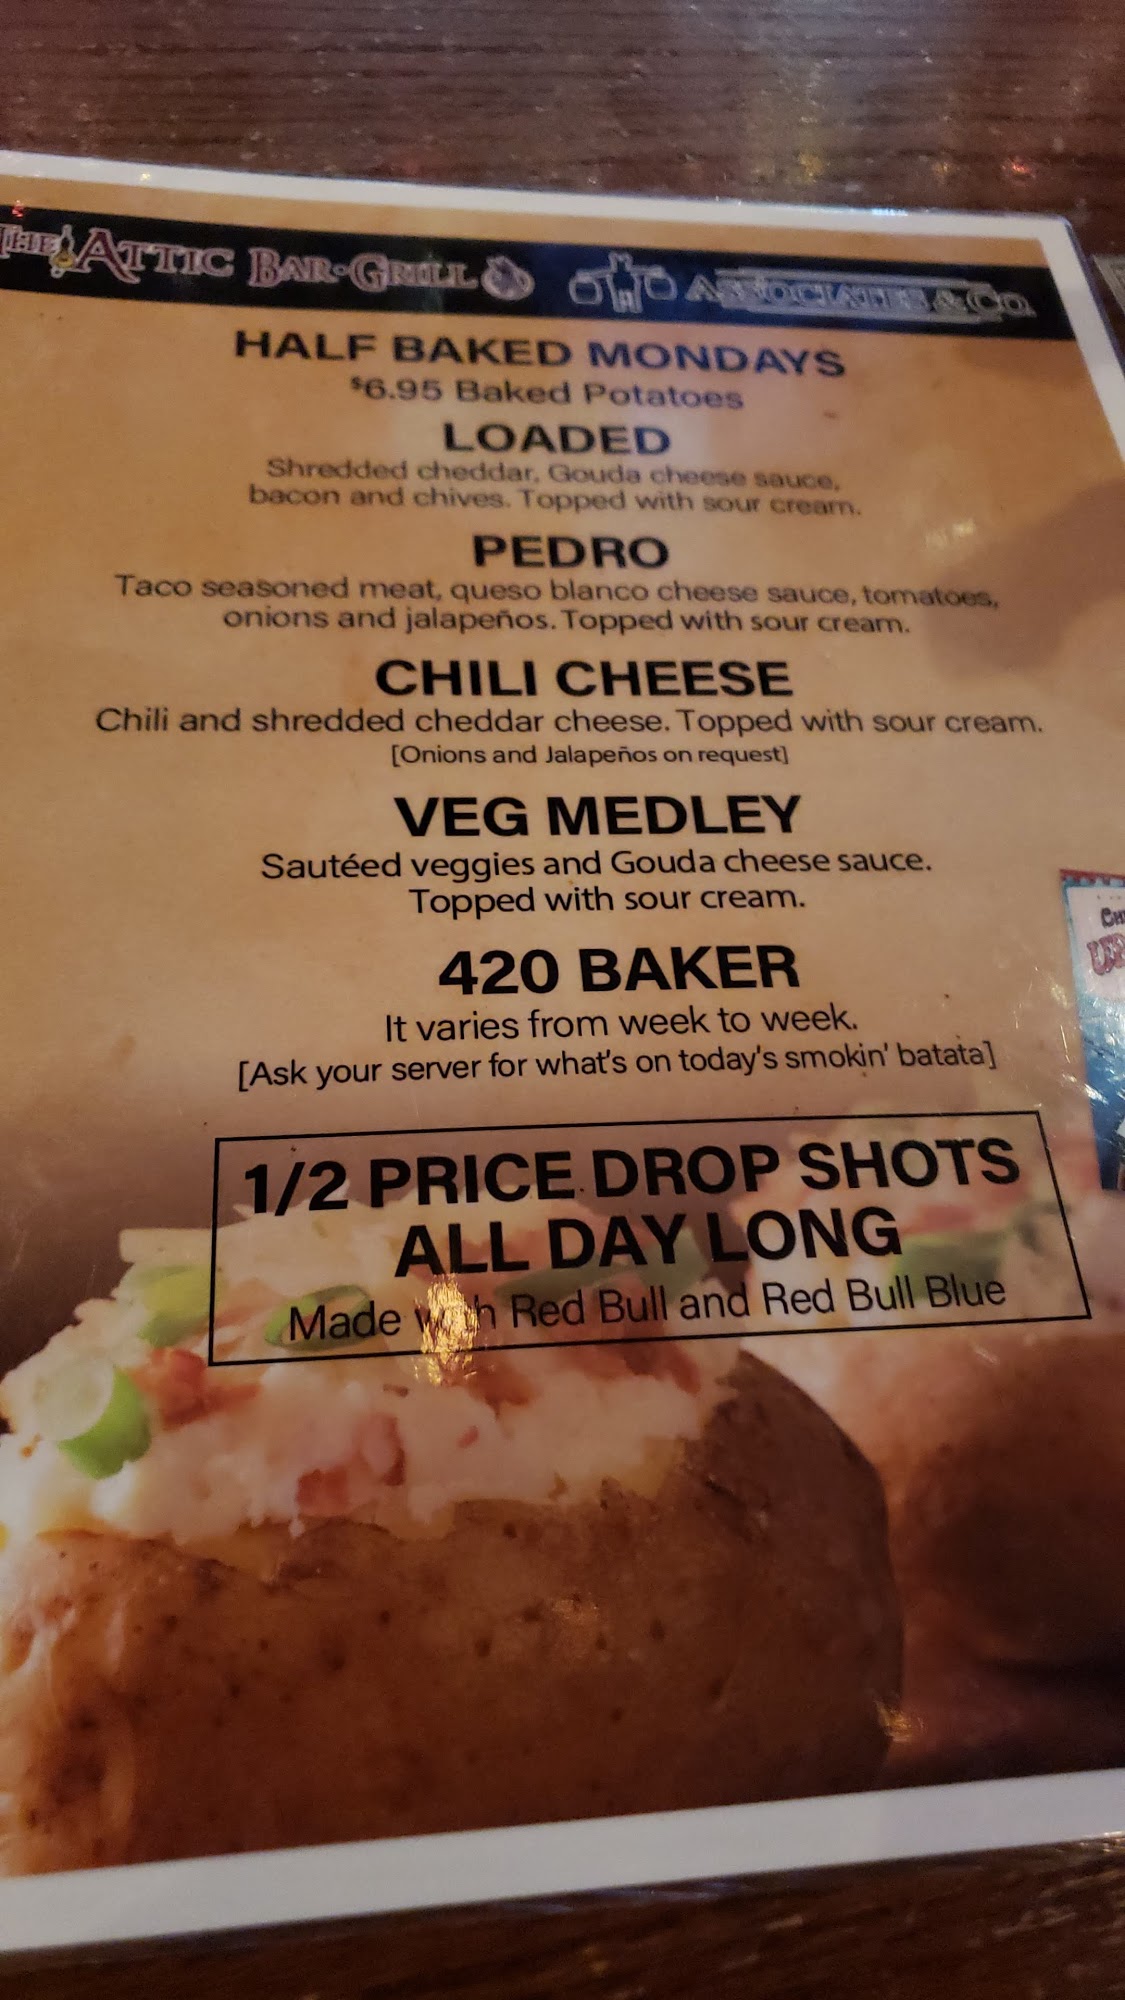 THE ATTIC BAR·GRILL ASSOCIATES & CO.
HALF BAKED MONDAYS
$6.95 Baked Potatoes
LOADED
Shredded cheddar, Gouda cheese sauce,
bacon and chives. Topped with sour cream.
PEDRO
Taco seasoned meat, queso blanco cheese sauce, tomatoes,
onions and jalapeños. Topped with sour cream.
CHILI CHEESE
Chili and shredded cheddar cheese. Topped with sour cream.
[Onions and Jalapeños on request]
VEG MEDLEY
Sautéed veggies and Gouda cheese sauce.
Topped with sour cream.
420 BAKER
It varies from week to week.
[Ask your server for what's on today's smokin' batata]
1/2 PRICE DROP SHOTS
ALL DAY LONG
Made with Red Bull and Red Bull Blue